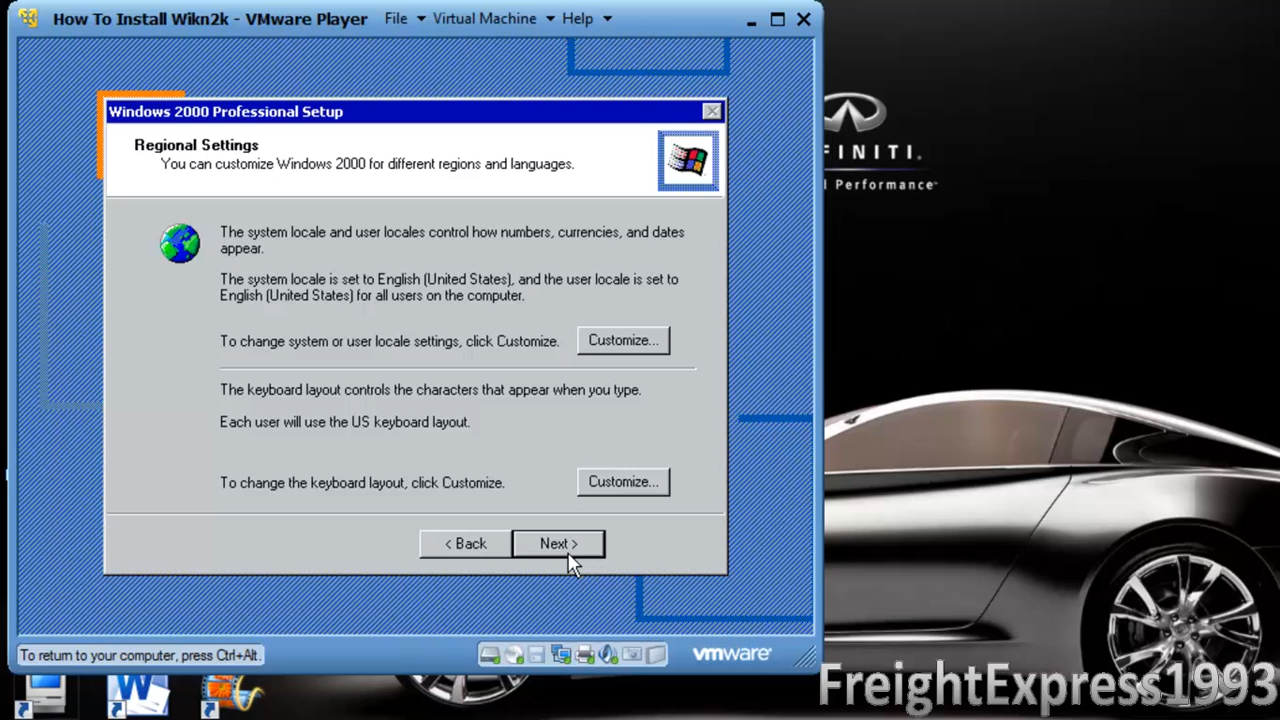 How To Install Wikn2k - VMware Player File Virtual Machine Help
Windows 2000 Professional Setup
Regional Settings
You can customize Windows 2000 for different regions and languages.
The system locale and user locales control how numbers, currencies, and dates
appear.
The system locale is set to English (United States), and the user locale is set to
English (United States) for all users on the computer.
To change system or user locale settings, click Customize. Customize...
The keyboard layout controls the characters that appear when you type.
Each user will use the US keyboard layout.
To change the keyboard layout, click Customize. Customize...
< Back Next >
To return to your computer, press Ctrl+Alt.
vmware
FINITI.
Performance
FreightExpress1993